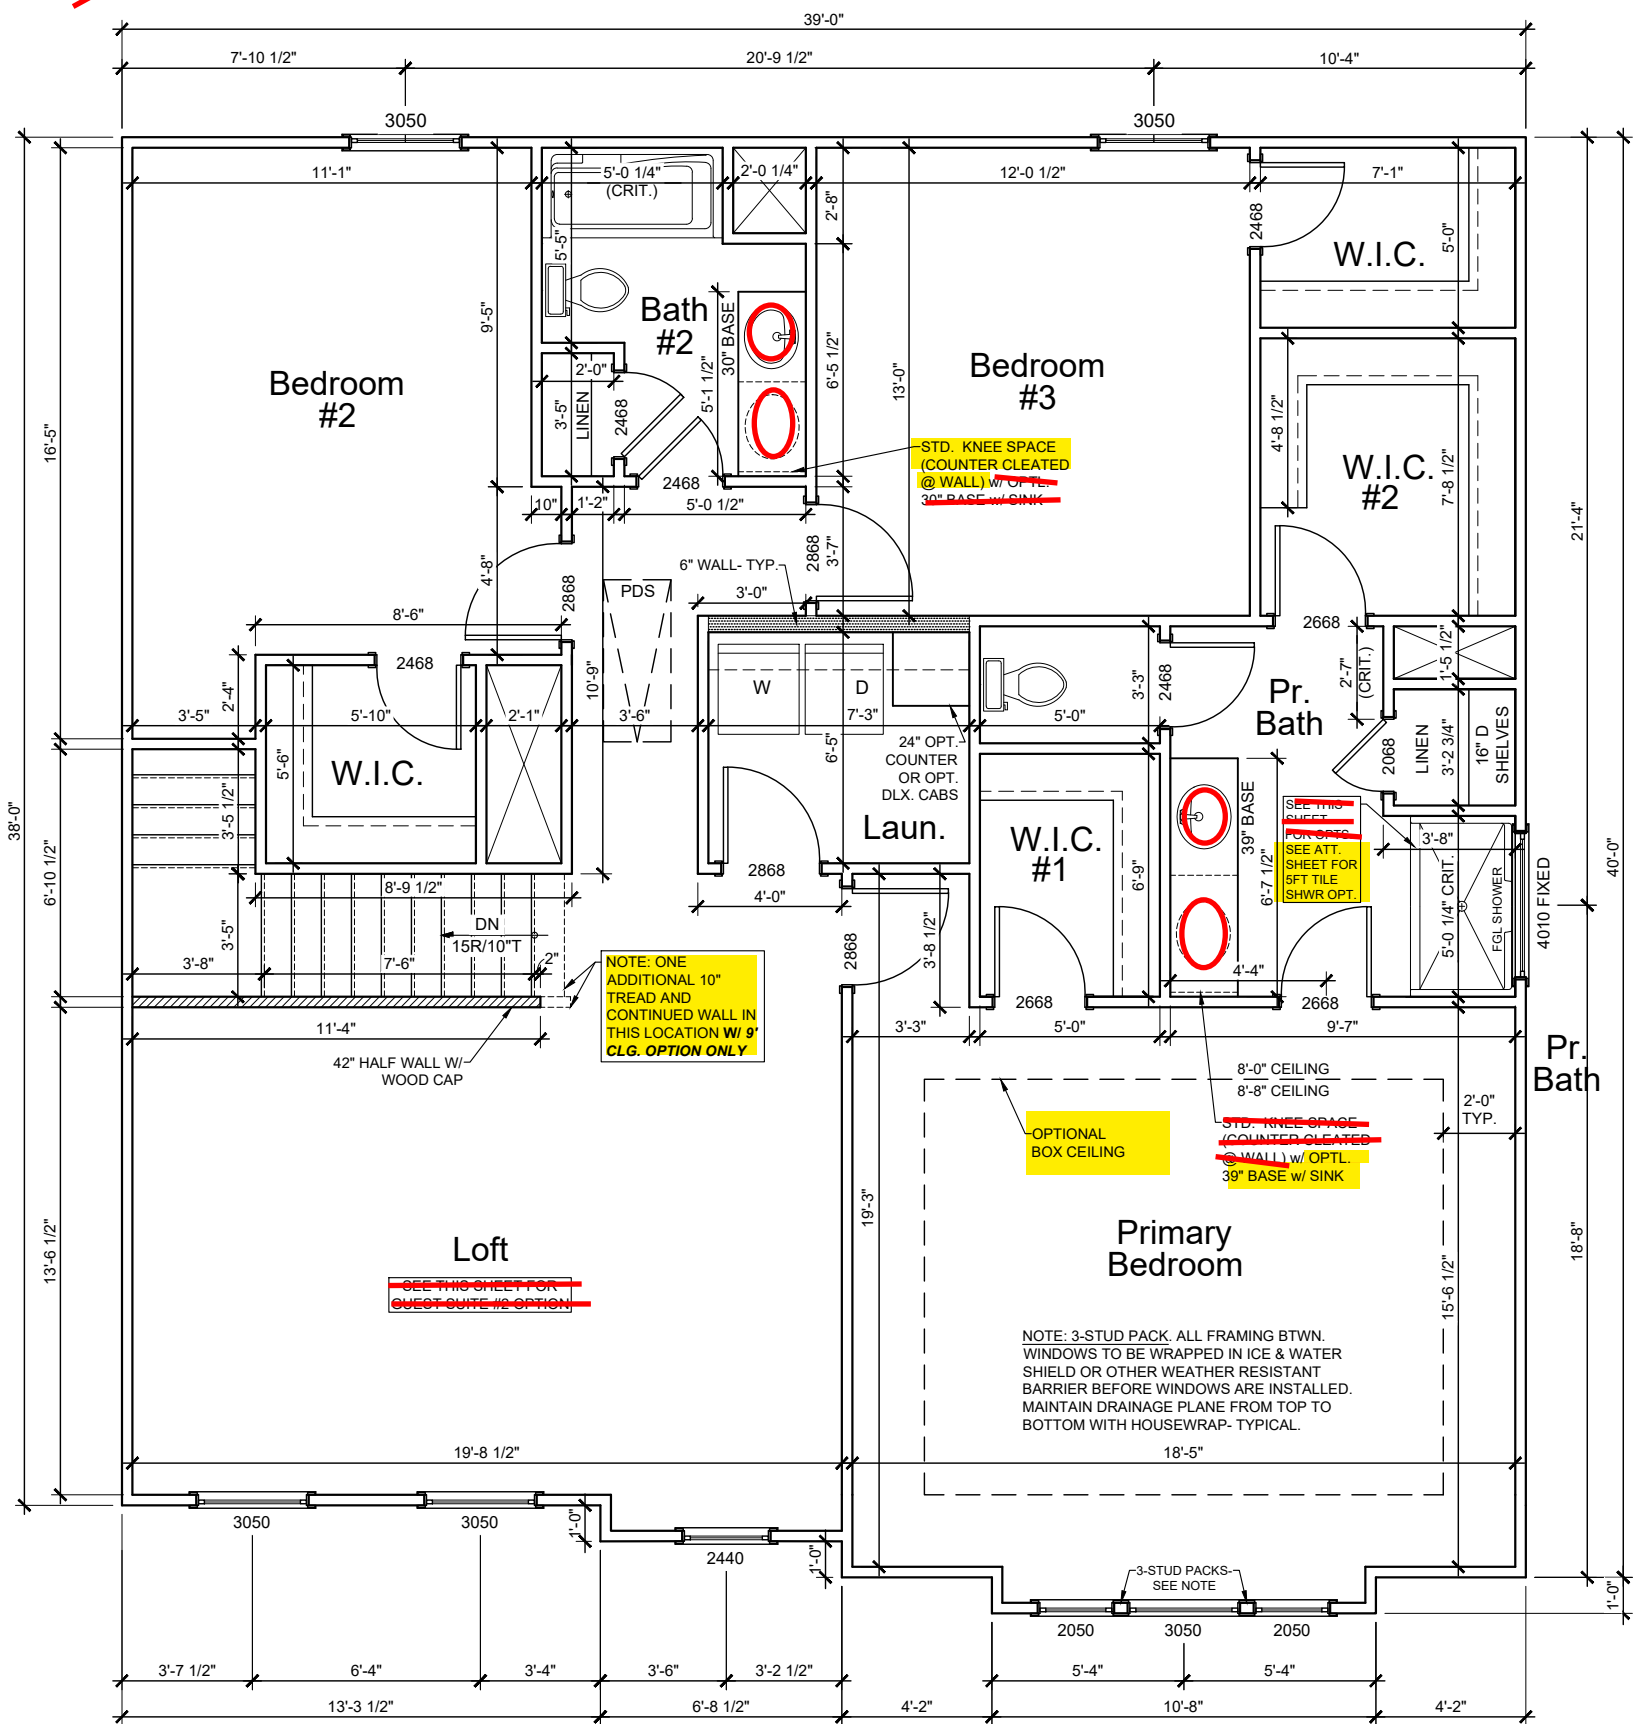 39'-0"
7'-10 1/2"
20'-9 1/2"
10'-4"
3050
3050
11'-1"
5'-0 1/4"
(CRIT.)
2'-0 1/4"
12'-0 1/2"
7'-1"
2'-8"
2468
5'-0"
W.I.C.
5'-5"
9'-5"
Bath
#2
30" BASE
5'-1 1/2"
6'-5 1/2"
13'-0"
Bedroom
#2
Bedroom
#3
2'-0"
3'-5"
LINEN
2468
4'-8 1/2"
W.I.C.
#2
7'-8 1/2"
16'-5"
STD. KNEE SPACE
(COUNTER CLEATED
@ WALL) w/ OPTL.
30" BASE w/ SINK
2468
10"
1'-2"
5'-0 1/2"
21'-4"
4'-8"
2868
6" WALL- TYP.
2868
3'-7"
PDS
3'-0"
8'-6"
2468
2668
2'-7"
(CRIT.)
1'-5 1/2"
2'-4"
10'-9"
W
D
3'-3"
2468
Pr.
Bath
3'-5"
5'-10"
2'-1"
3'-6"
7'-3"
5'-0"
5'-6"
W.I.C.
6'-5"
24" OPT.
COUNTER
OR OPT.
DLX. CABS
2068
LINEN
3'-2 3/4"
16" D
SHELVES
3'-5 1/2"
38'-0"
Laun.
W.I.C.
#1
39" BASE
SEE THIS
SHEET
FOR OPTS.
SEE ATT.
SHEET FOR
5FT TILE
SHWR OPT.
3'-8"
6'-10 1/2"
8'-9 1/2"
2868
4'-0"
6'-9"
6'-7 1/2"
5'-0 1/4" CRIT.
FGL SHOWER
4010 FIXED
40'-0"
3'-5"
DN
15R/10"T
2868
3'-8 1/2"
3'-8"
7'-6"
2"
NOTE: ONE
ADDITIONAL 10"
TREAD AND
CONTINUED WALL IN
THIS LOCATION W/ 9'
CLG. OPTION ONLY
4'-4"
2668
2668
11'-4"
3'-3"
5'-0"
9'-7"
42" HALF WALL W/
WOOD CAP
Pr.
Bath
8'-0" CEILING
8'-8" CEILING
2'-0"
TYP.
OPTIONAL
BOX CEILING
STD. KNEE SPACE
(COUNTER CLEATED
@ WALL) w/ OPTL.
39" BASE w/ SINK
19'-3"
13'-6 1/2"
Loft
SEE THIS SHEET FOR
GUEST SUITE #2 OPTION
Primary
Bedroom
18'-8"
15'-6 1/2"
NOTE: 3-STUD PACK. ALL FRAMING BTWN.
WINDOWS TO BE WRAPPED IN ICE & WATER
SHIELD OR OTHER WEATHER RESISTANT
BARRIER BEFORE WINDOWS ARE INSTALLED.
MAINTAIN DRAINAGE PLANE FROM TOP TO
BOTTOM WITH HOUSEWRAP- TYPICAL.
19'-8 1/2"
18'-5"
3050
3050
1'-0"
2440
1'-0"
3-STUD PACKS-
SEE NOTE
1'-0"
2050
3050
2050
3'-7 1/2"
6'-4"
3'-4"
3'-6"
3'-2 1/2"
5'-4"
5'-4"
13'-3 1/2"
6'-8 1/2"
4'-2"
10'-8"
4'-2"